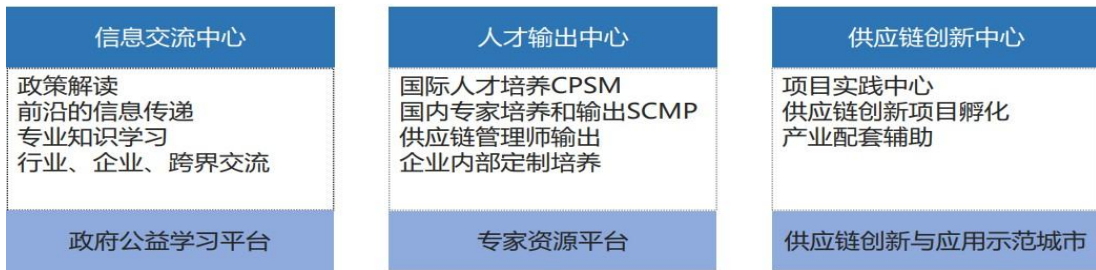 信息交流中心
政策解读
前沿的信息传递
专业知识学习
行业、企业、跨界交流
政府公益学习平台
人才输出中心
国际人才培养CPSM
国内专家培养和输出SCMP
供应链管理师输出
企业内部定制培养
专家资源平台
供应链创新中心
项目实践中心
供应链创新项目孵化
产业配套辅助
供应链创新与应用示范城市